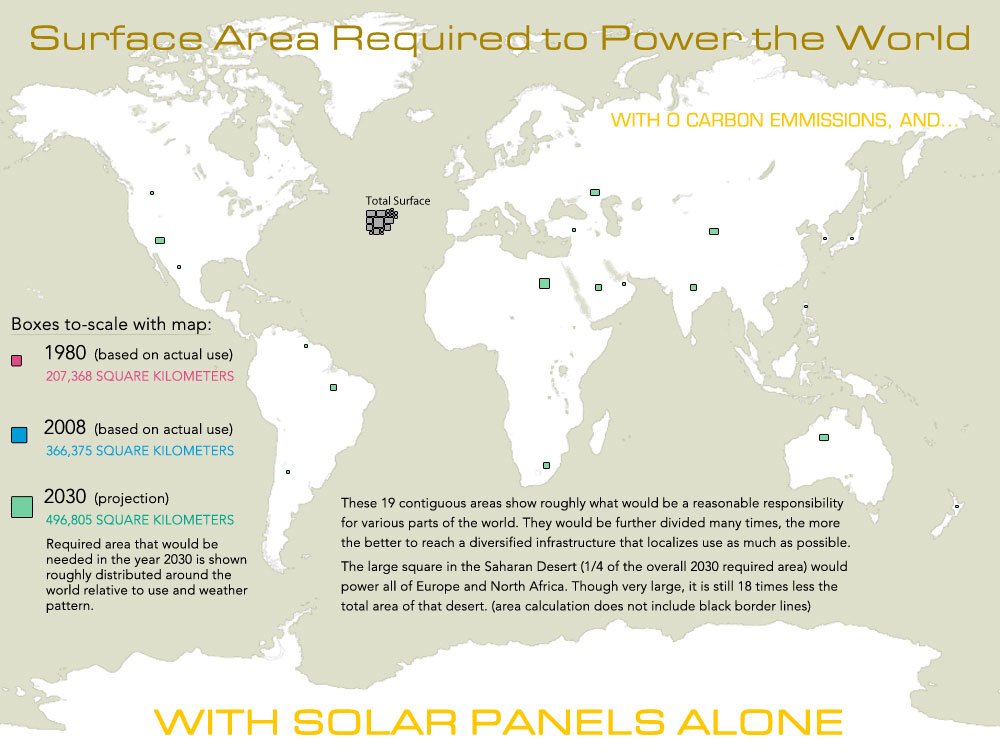 Surface Area Required to Power the World
WITH 0 CARBON EMMISSIONS, AND...
Total Surface
Boxes to-scale with map:
1980 (based on actual use)
207,368 SQUARE KILOMETERS
2008 (based on actual use)
366,375 SQUARE KILOMETERS
2030 (projection)
496,805 SQUARE KILOMETERS
Required area that would be
needed in the year 2030 is shown
roughly distributed around the
world relative to use and weather
pattern.
These 19 contiguous areas show roughly what would be a reasonable responsibility
for various parts of the world. They would be further divided many times, the more
the better to reach a diversified infrastructure that localizes use as much as possible.
The large square in the Saharan Desert (1/4 of the overall 2030 required area) would
power all of Europe and North Africa. Though very large, it is still 18 times less the
total area of that desert. (area calculation does not include black border lines)
WITH SOLAR PANELS ALONE